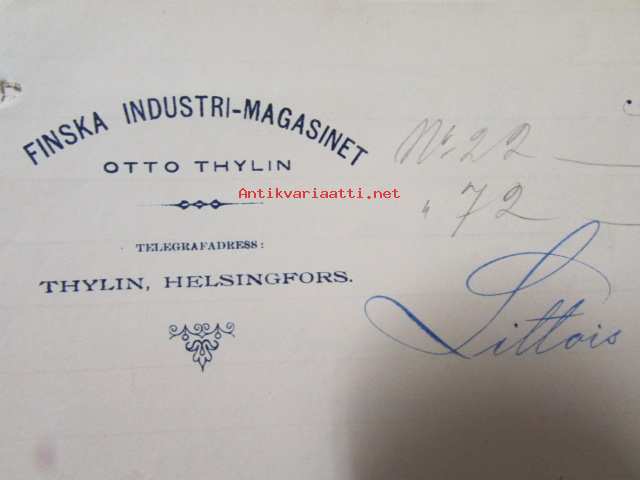 FINSKA INDUSTRI-MAGASINET
OTTO THYLIN
TELEGRAFADRESS:
THYLIN, HELSINGFORS.
No 22
" 72
Littois
Antikvariaatti.net